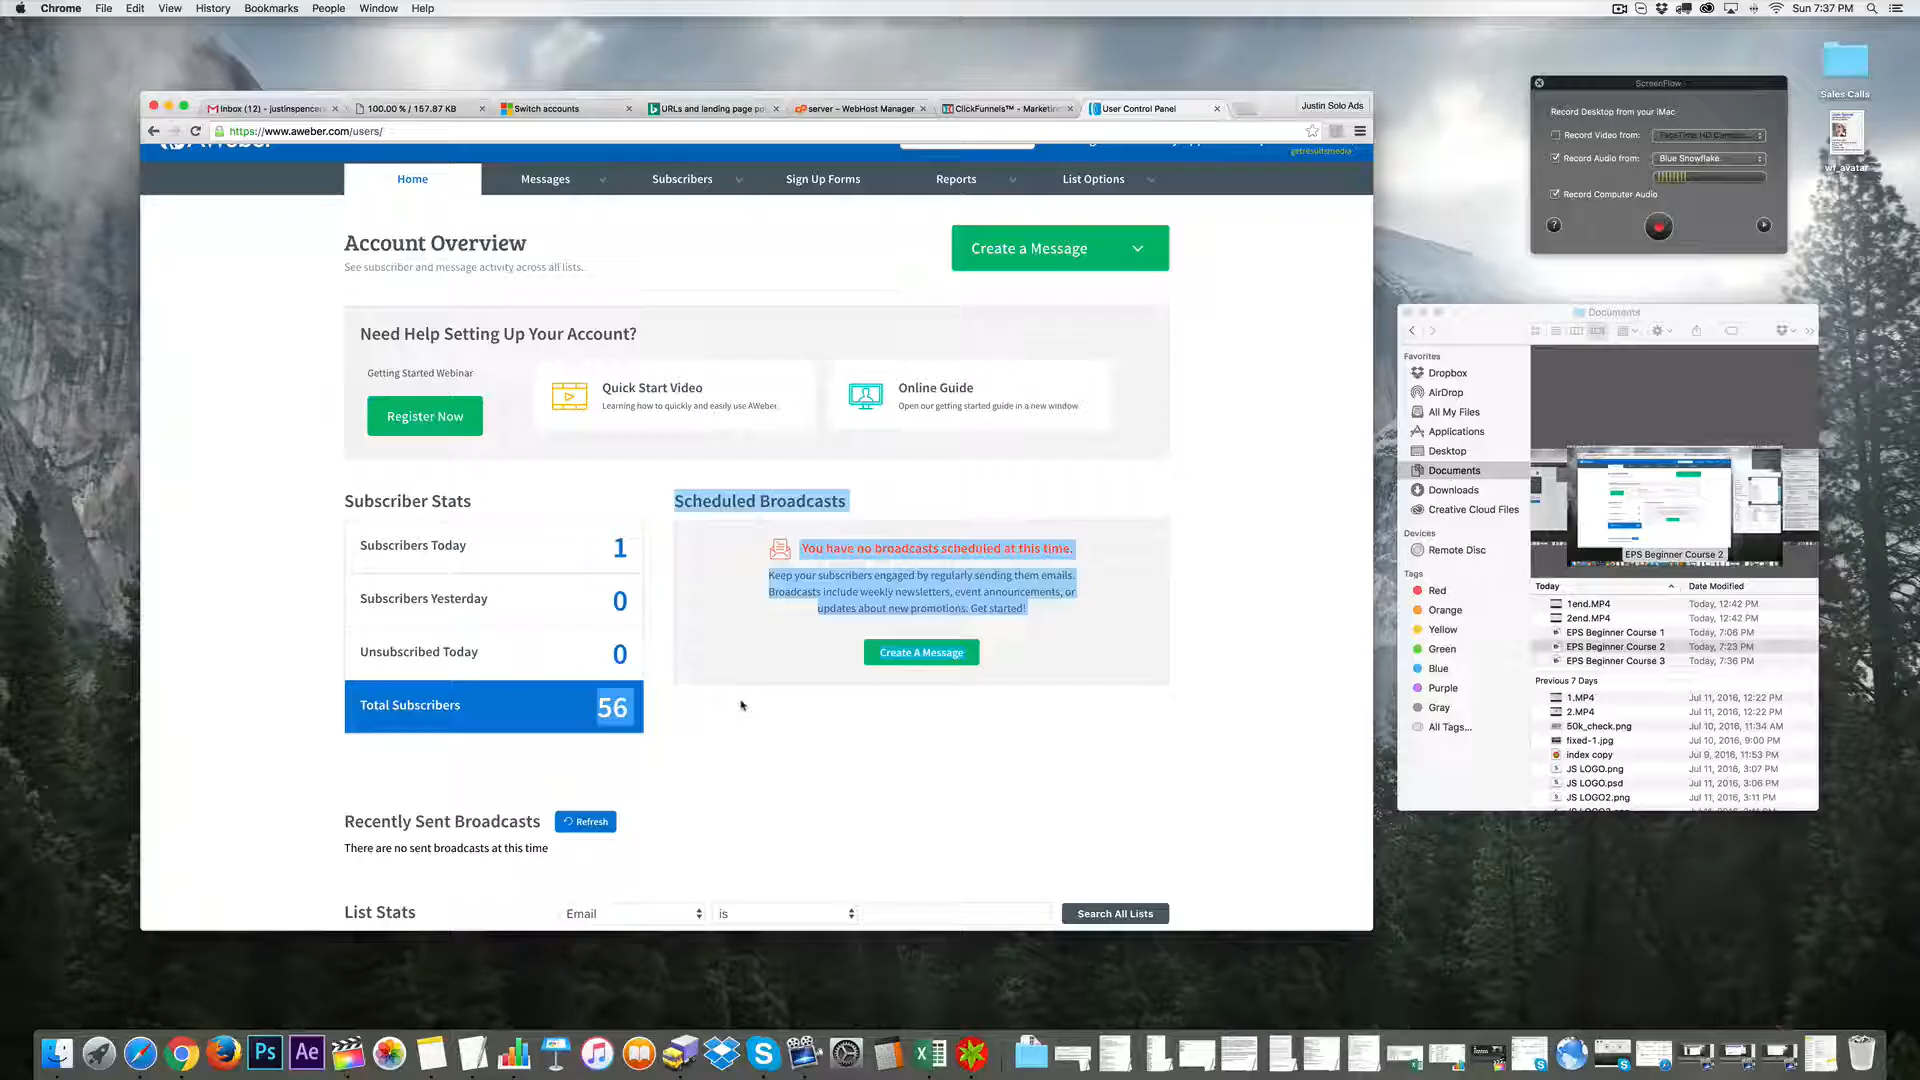 Chrome File Edit View History Bookmarks People Window Help
Sun 7:37 PM
Inbox (12) - justinspencer
100.00 % / 157.87 KB
Switch accounts
URLs and landing page po
server – WebHost Manager
ClickFunnels™ – Marketin
User Control Panel
Justin Solo Ads
https://www.aweber.com/users/
AWeber
getresultsmedia
Home Messages Subscribers Sign Up Forms Reports List Options
Account Overview
See subscriber and message activity across all lists.
Create a Message
Need Help Setting Up Your Account?
Getting Started Webinar
Register Now
Quick Start Video
Learning how to quickly and easily use AWeber.
Online Guide
Open our getting started guide in a new window.
Subscriber Stats
Subscribers Today 1
Subscribers Yesterday 0
Unsubscribed Today 0
Total Subscribers 56
Scheduled Broadcasts
You have no broadcasts scheduled at this time.
Keep your subscribers engaged by regularly sending them emails.
Broadcasts include weekly newsletters, event announcements, or
updates about new promotions. Get started!
Create A Message
Recently Sent Broadcasts
Refresh
There are no sent broadcasts at this time
List Stats
Email
is
Search All Lists
ScreenFlow
Record Desktop from your iMac
Record Video from:
Record Audio from: Blue Snowflake
Record Computer Audio
Sales Calls
wf_avatar
Documents
Favorites
Dropbox
AirDrop
All My Files
Applications
Desktop
Documents
Downloads
Creative Cloud Files
Devices
Remote Disc
Tags
Red
Orange
Yellow
Green
Blue
Purple
Gray
All Tags...
EPS Beginner Course 2
Today Date Modified
1end.MP4 Today, 12:42 PM
2end.MP4 Today, 12:42 PM
EPS Beginner Course 1 Today, 7:06 PM
EPS Beginner Course 2 Today, 7:23 PM
EPS Beginner Course 3 Today, 7:36 PM
Previous 7 Days
1.MP4 Jul 11, 2016, 12:22 PM
2.MP4 Jul 11, 2016, 12:22 PM
50k_check.png Jul 10, 2016, 11:34 AM
fixed-1.jpg Jul 10, 2016, 9:00 PM
index copy Jul 9, 2016, 11:53 PM
JS LOGO.png Jul 11, 2016, 3:07 PM
JS LOGO.psd Jul 11, 2016, 3:06 PM
JS LOGO2.png Jul 11, 2016, 3:11 PM
Ps
Ae